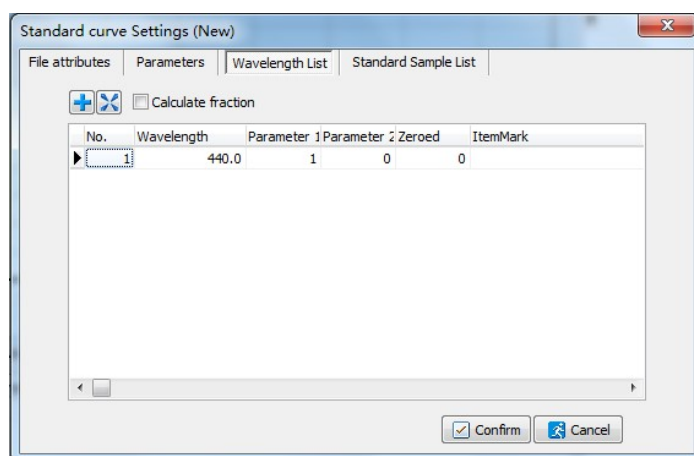 Standard curve Settings (New)
File attributes Parameters Wavelength List Standard Sample List
Calculate fraction
No. Wavelength Parameter 1 Parameter 2 Zeroed ItemMark
1 440.0 1 0 0
Confirm Cancel